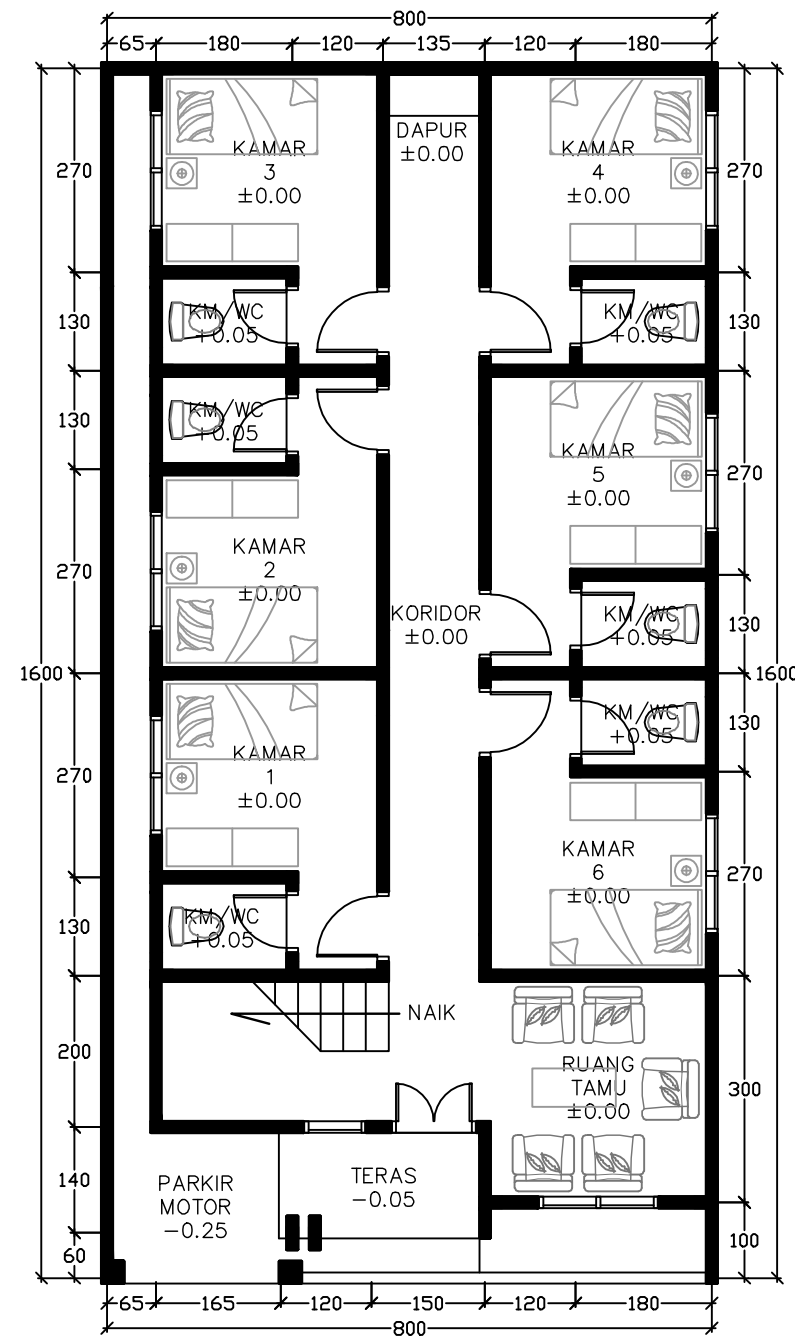 800
65 180 120 135 120 180
KAMAR
3
±0.00
DAPUR
±0.00
KAMAR
4
±0.00
270
270
KM/WC
+0.05
KM/WC
+0.05
130
130
KM/WC
+0.05
130
KAMAR
5
±0.00
270
KAMAR
2
±0.00
270
KORIDOR
±0.00
KM/WC
+0.05
130
1600
1600
KM/WC
+0.05
130
KAMAR
1
±0.00
270
KAMAR
6
±0.00
270
KM/WC
+0.05
130
NAIK
200
RUANG
TAMU
±0.00
300
PARKIR
MOTOR
-0.25
TERAS
-0.05
140
60
100
65 165 120 150 120 180
800